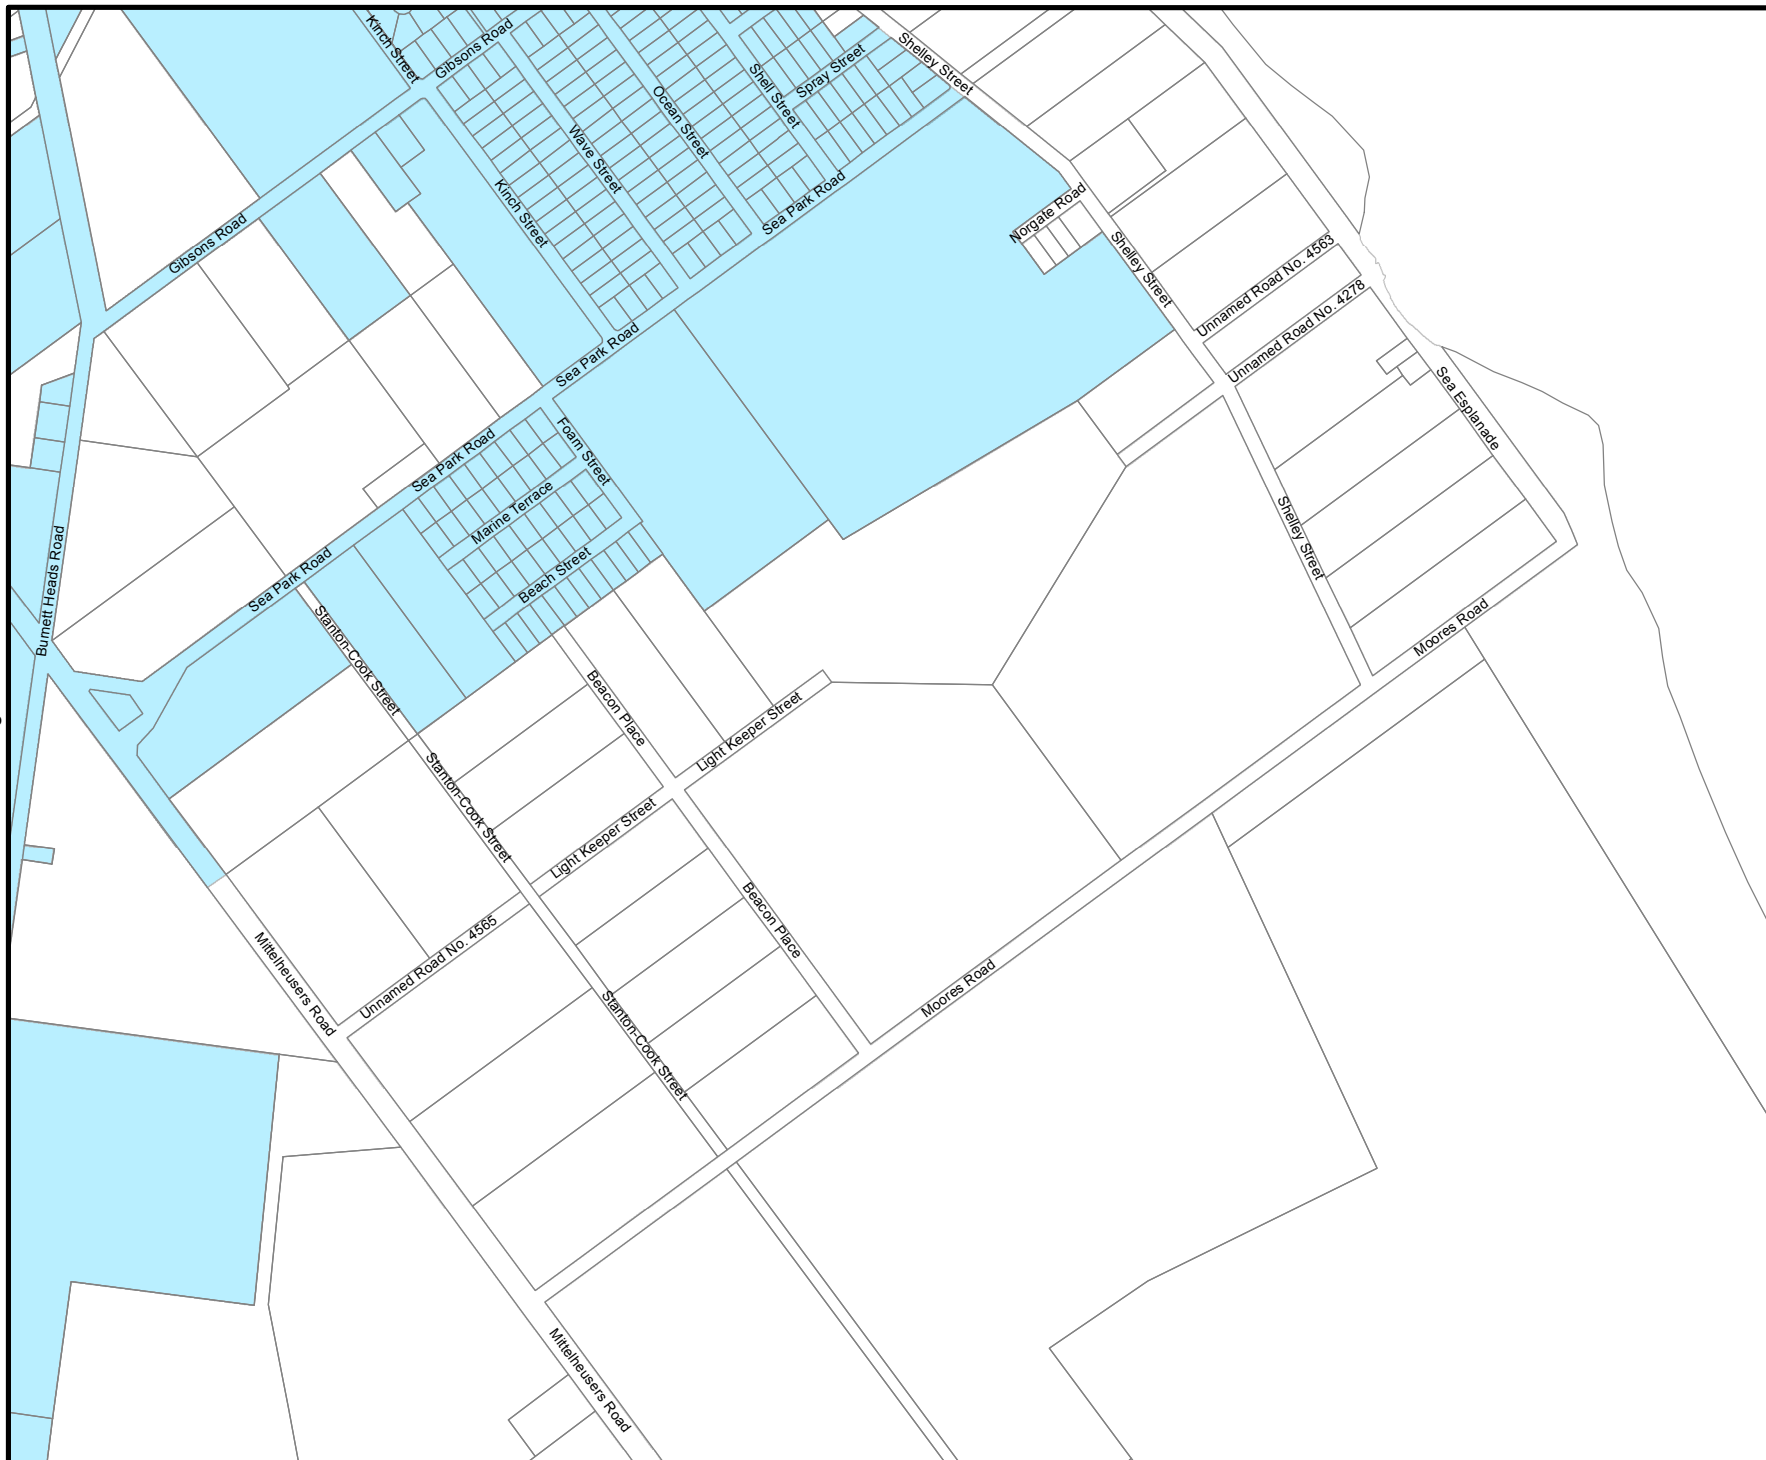 Kinch Street
Gibsons Road
Shelley Street
Spray Street
Shell Street
Ocean Street
Wave Street
Kinch Street
Sea Park Road
Norgate Road
Gibsons Road
Shelley Street
Unnamed Road No. 4563
Unnamed Road No. 4278
Sea Park Road
Sea Esplanade
Foam Street
Sea Park Road
Marine Terrace
Shelley Street
Beach Street
Sea Park Road
Burnett Heads Road
Stanton-Cook Street
Moores Road
Beacon Place
Light Keeper Street
Stanton-Cook Street
Light Keeper Street
Beacon Place
Unnamed Road No. 4565
Mittelheusers Road
Moores Road
Stanton-Cook Street
Mittelheusers Road